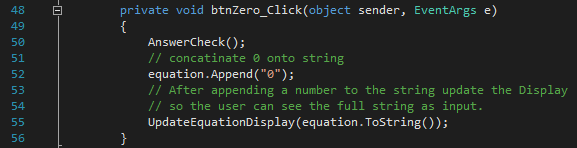 48 private void btnZero_Click(object sender, EventArgs e)
49 {
50 AnswerCheck();
51 // concatinate 0 onto string
52 equation.Append("0");
53 // After appending a number to the string update the Display
54 // so the user can see the full string as input.
55 UpdateEquationDisplay(equation.ToString());
56 }